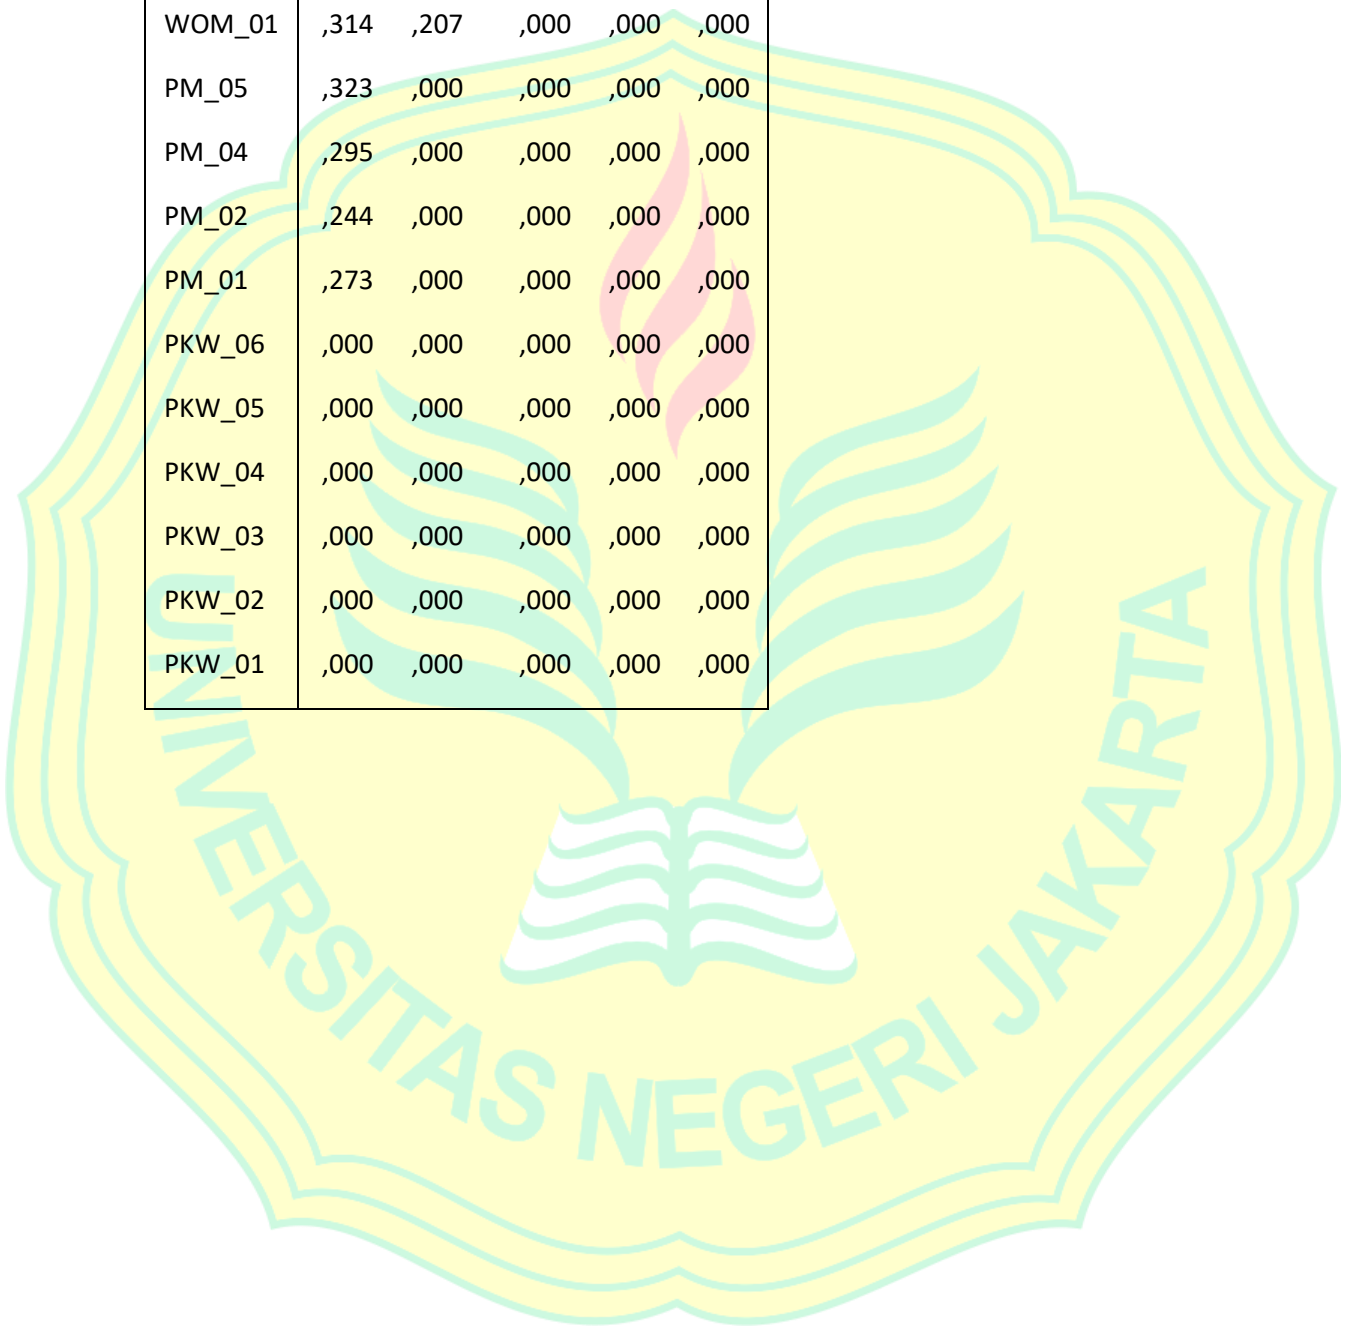 WOM_01 ,314 ,207 ,000 ,000 ,000
PM_05 ,323 ,000 ,000 ,000 ,000
PM_04 ,295 ,000 ,000 ,000 ,000
PM_02 ,244 ,000 ,000 ,000 ,000
PM_01 ,273 ,000 ,000 ,000 ,000
PKW_06 ,000 ,000 ,000 ,000 ,000
PKW_05 ,000 ,000 ,000 ,000 ,000
PKW_04 ,000 ,000 ,000 ,000 ,000
PKW_03 ,000 ,000 ,000 ,000 ,000
PKW_02 ,000 ,000 ,000 ,000 ,000
PKW_01 ,000 ,000 ,000 ,000 ,000
UNIVERSITAS NEGERI JAKARTA